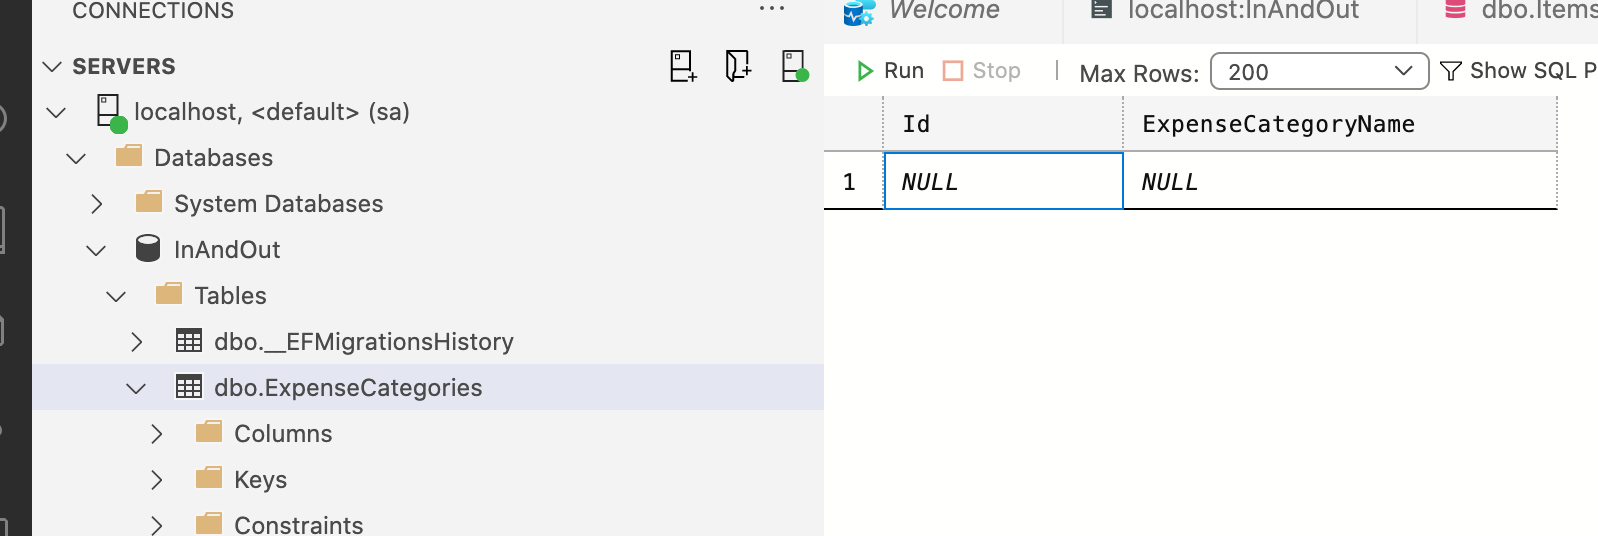 CONNECTIONS
SERVERS
localhost, <default> (sa)
Databases
System Databases
InAndOut
Tables
dbo.__EFMigrationsHistory
dbo.ExpenseCategories
Columns
Keys
Constraints
Welcome
localhost:InAndOut
dbo.Items
Run
Stop
Max Rows:
200
Show SQL P
Id
ExpenseCategoryName
1
NULL
NULL